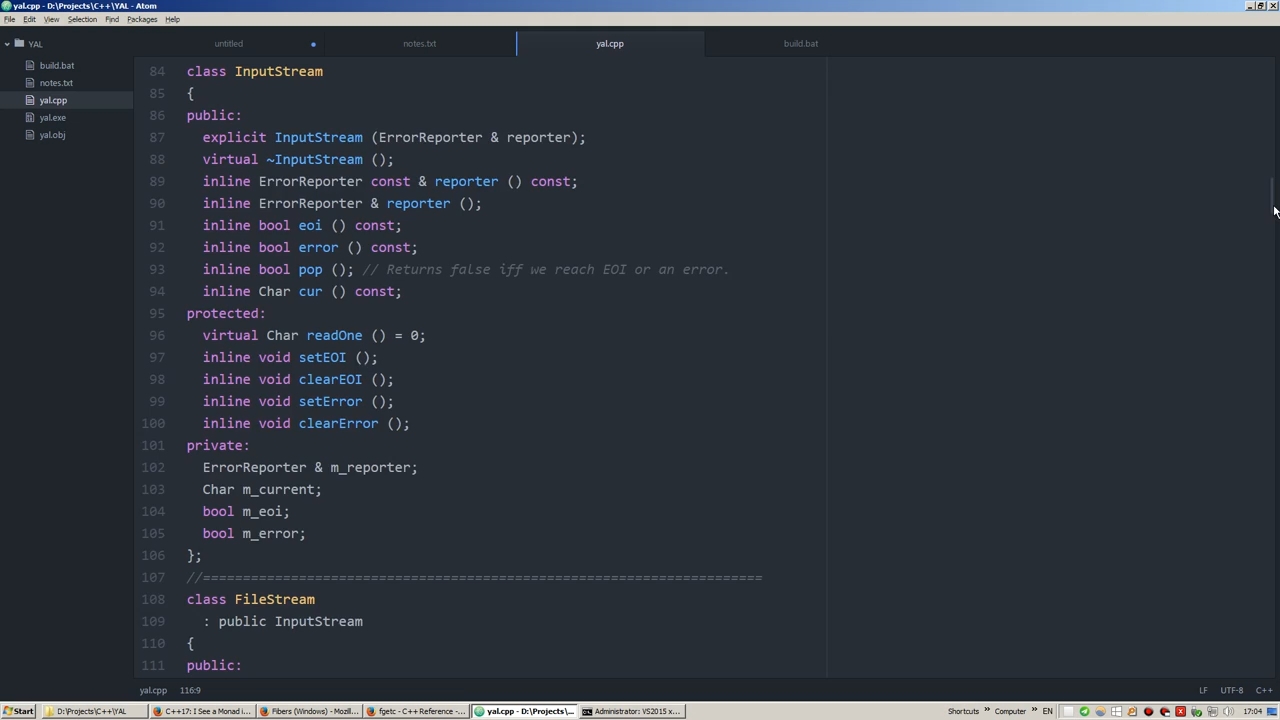 yal.cpp - D:\Projects\C++\YAL - Atom
File Edit View Selection Find Packages Help
YAL
build.bat
notes.txt
yal.cpp
yal.exe
yal.obj
untitled notes.txt yal.cpp build.bat
84 class InputStream
85 {
86 public:
87 explicit InputStream (ErrorReporter & reporter);
88 virtual ~InputStream ();
89 inline ErrorReporter const & reporter () const;
90 inline ErrorReporter & reporter ();
91 inline bool eoi () const;
92 inline bool error () const;
93 inline bool pop (); // Returns false iff we reach EOI or an error.
94 inline Char cur () const;
95 protected:
96 virtual Char readOne () = 0;
97 inline void setEOI ();
98 inline void clearEOI ();
99 inline void setError ();
100 inline void clearError ();
101 private:
102 ErrorReporter & m_reporter;
103 Char m_current;
104 bool m_eoi;
105 bool m_error;
106 };
107 //======================================================================
108 class FileStream
109 : public InputStream
110 {
111 public:
yal.cpp 116:9 LF UTF-8 C++
Start D:\Projects\C++\YAL C++17: I See a Monad i... Fibers (Windows) - Mozill... fgetc - C++ Reference -... yal.cpp - D:\Projects\... Administrator: VS2015 x... Shortcuts » Computer » EN 17:04